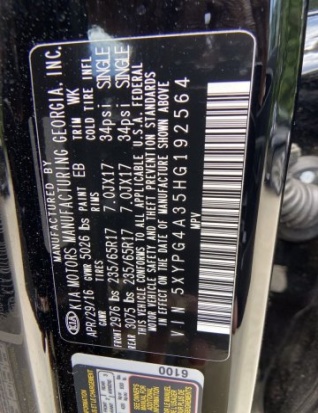 MANUFACTURED BY
KIA MOTORS MANUFACTURING GEORGIA, INC.
APR/29/16 PAINT EB TRIM WK
GVWR 5026 lbs RIMS COLD TIRE INFL
GAWR TIRES
FRONT 2976 lbs 235/65R17 7.0JX17 34psi SINGLE
REAR 3075 lbs 235/65R17 7.0JX17 34psi SINGLE
THIS VEHICLE CONFORMS TO ALL APPLICABLE U.S. FEDERAL
MOTOR VEHICLE SAFETY AND THEFT PREVENTION STANDARDS
IN EFFECT ON THE DATE OF MANUFACTURE SHOWN ABOVE.
VIN 5XYPG4A35HG192564
MPV
KIA
6100